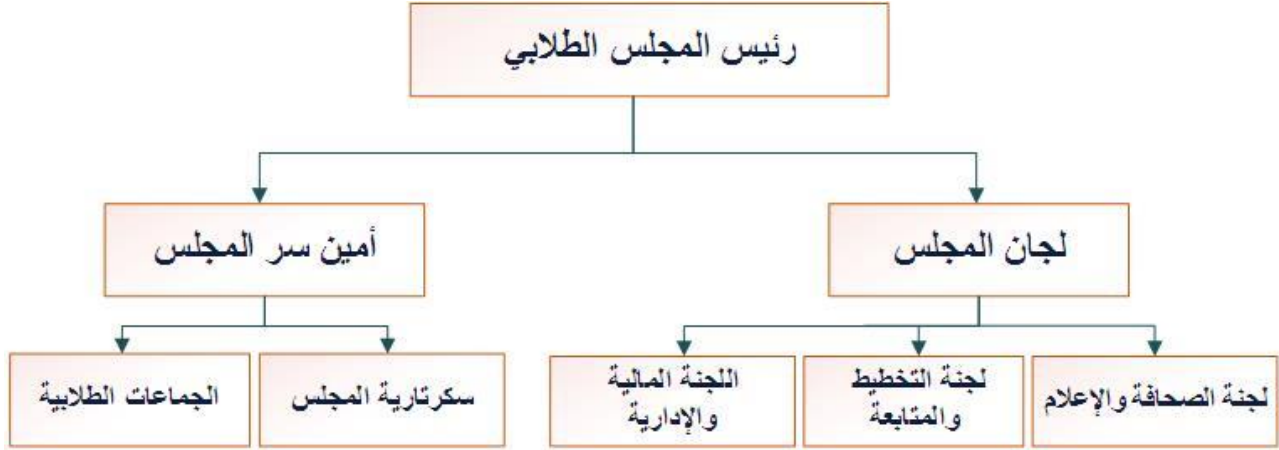 رئيس المجلس الطلابي
لجان المجلس
أمين سر المجلس
لجنة الصحافة والإعلام
لجنة التخطيط
والمتابعة
اللجنة المالية
والإدارية
سكرتارية المجلس
الجماعات الطلابية